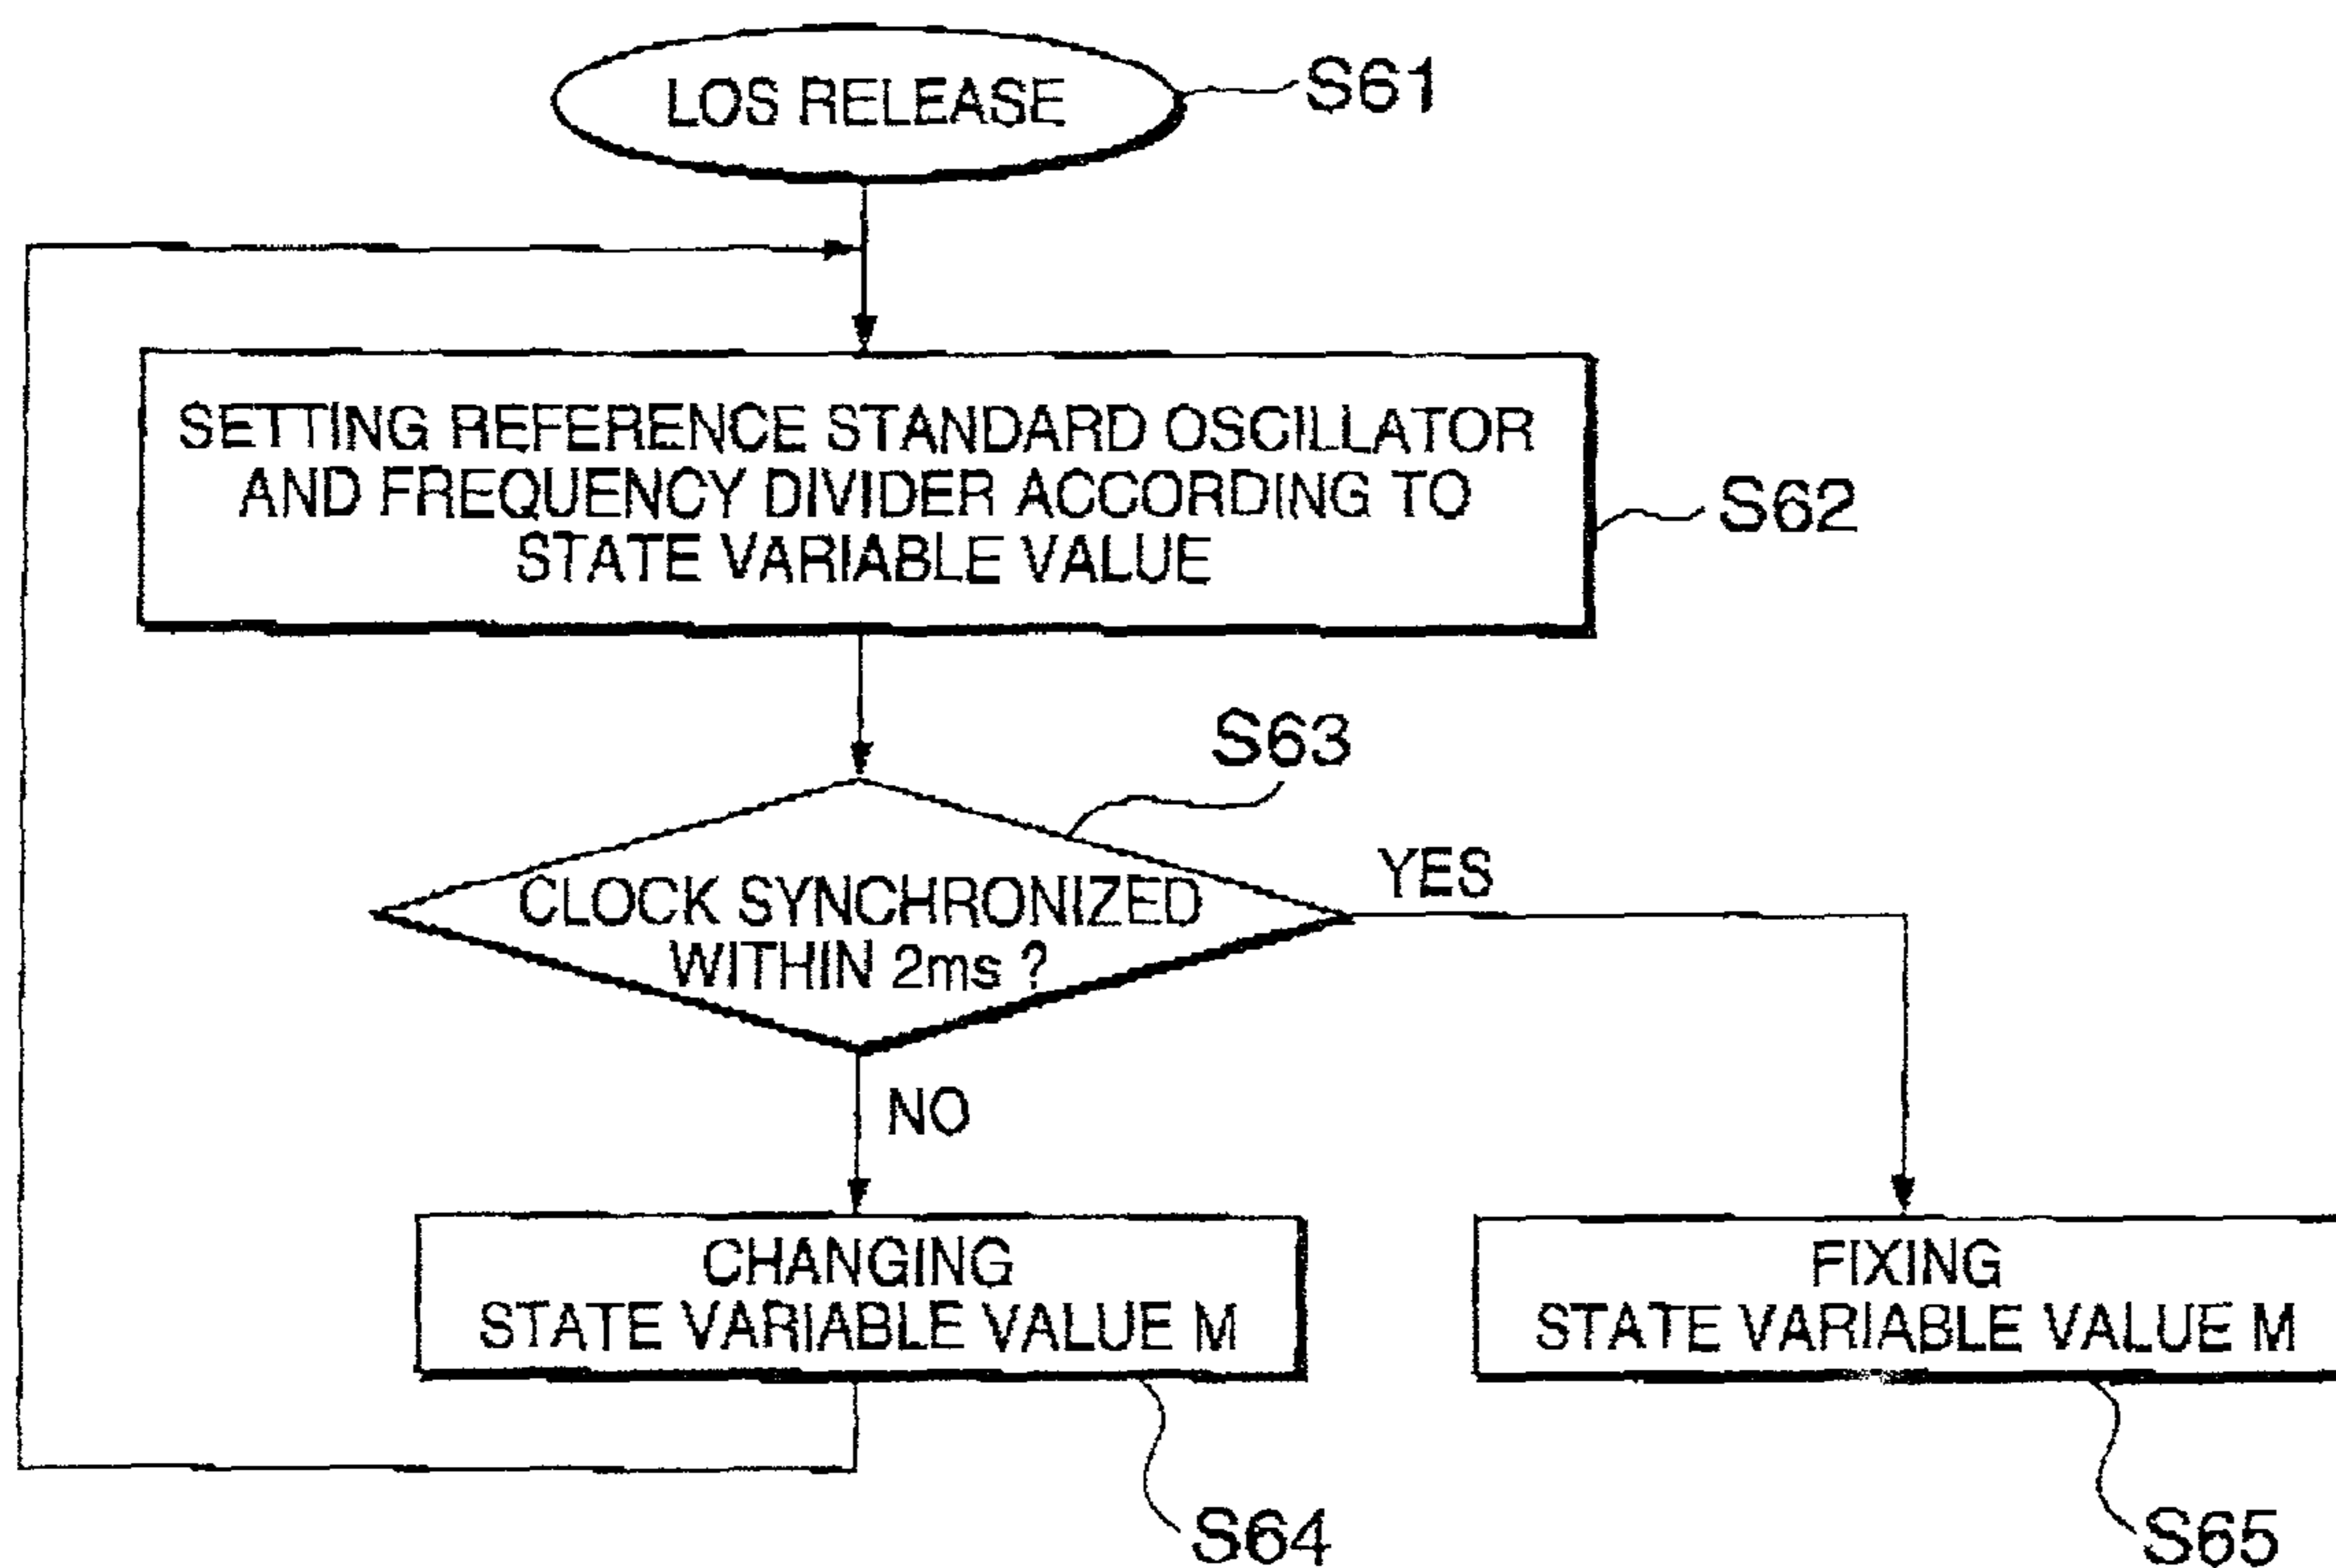 LOS RELEASE
S61
SETTING REFERENCE STANDARD OSCILLATOR
AND FREQUENCY DIVIDER ACCORDING TO
STATE VARIABLE VALUE
S62
S63
CLOCK SYNCHRONIZED
WITHIN 2ms ?
YES
NO
CHANGING
STATE VARIABLE VALUE M
S64
FIXING
STATE VARIABLE VALUE M
S65